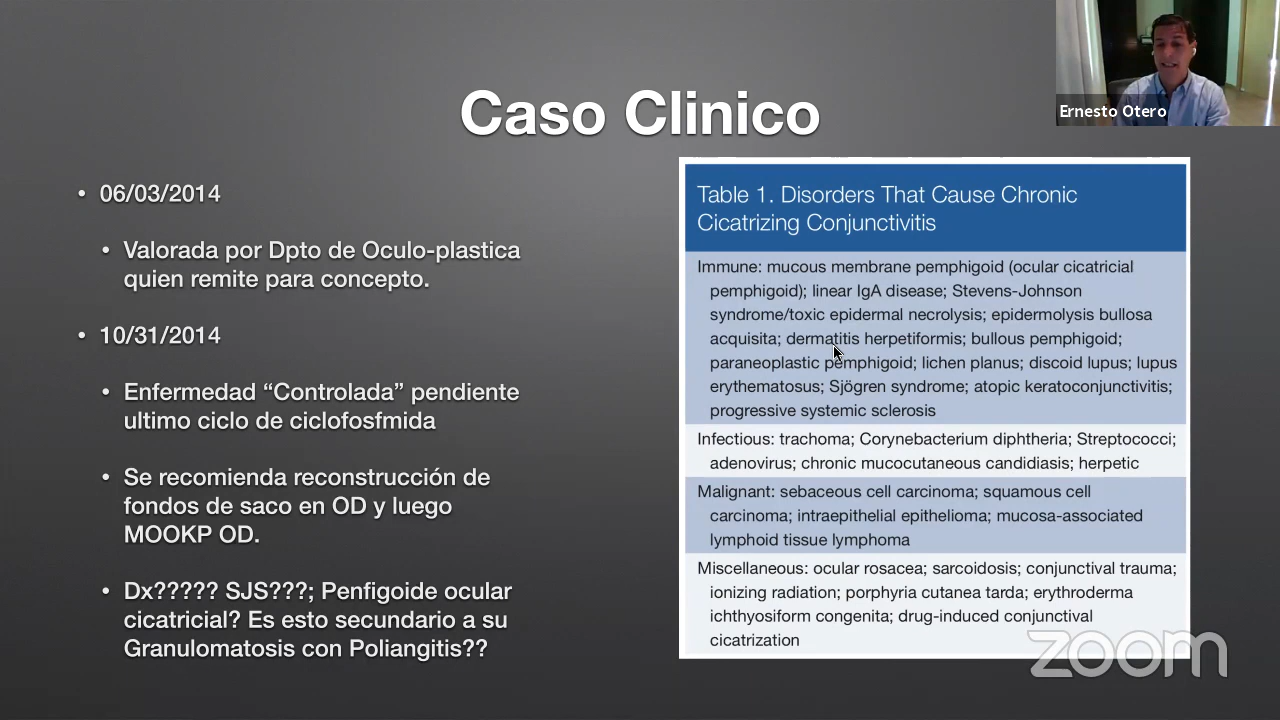 Caso Clinico
Ernesto Otero
• 06/03/2014
• Valorada por Dpto de Oculo-plastica
quien remite para concepto.
• 10/31/2014
• Enfermedad “Controlada” pendiente
ultimo ciclo de ciclofosfmida
• Se recomienda reconstrucción de
fondos de saco en OD y luego
MOOKP OD.
• Dx????? SJS???; Penfigoide ocular
cicatricial? Es esto secundario a su
Granulomatosis con Poliangitis??
Table 1. Disorders That Cause Chronic
Cicatrizing Conjunctivitis
Immune: mucous membrane pemphigoid (ocular cicatricial
pemphigoid); linear IgA disease; Stevens-Johnson
syndrome/toxic epidermal necrolysis; epidermolysis bullosa
acquisita; dermatitis herpetiformis; bullous pemphigoid;
paraneoplastic pemphigoid; lichen planus; discoid lupus; lupus
erythematosus; Sjögren syndrome; atopic keratoconjunctivitis;
progressive systemic sclerosis
Infectious: trachoma; Corynebacterium diphtheria; Streptococci;
adenovirus; chronic mucocutaneous candidiasis; herpetic
Malignant: sebaceous cell carcinoma; squamous cell
carcinoma; intraepithelial epithelioma; mucosa-associated
lymphoid tissue lymphoma
Miscellaneous: ocular rosacea; sarcoidosis; conjunctival trauma;
ionizing radiation; porphyria cutanea tarda; erythroderma
ichthyosiform congenita; drug-induced conjunctival
cicatrization
zoom